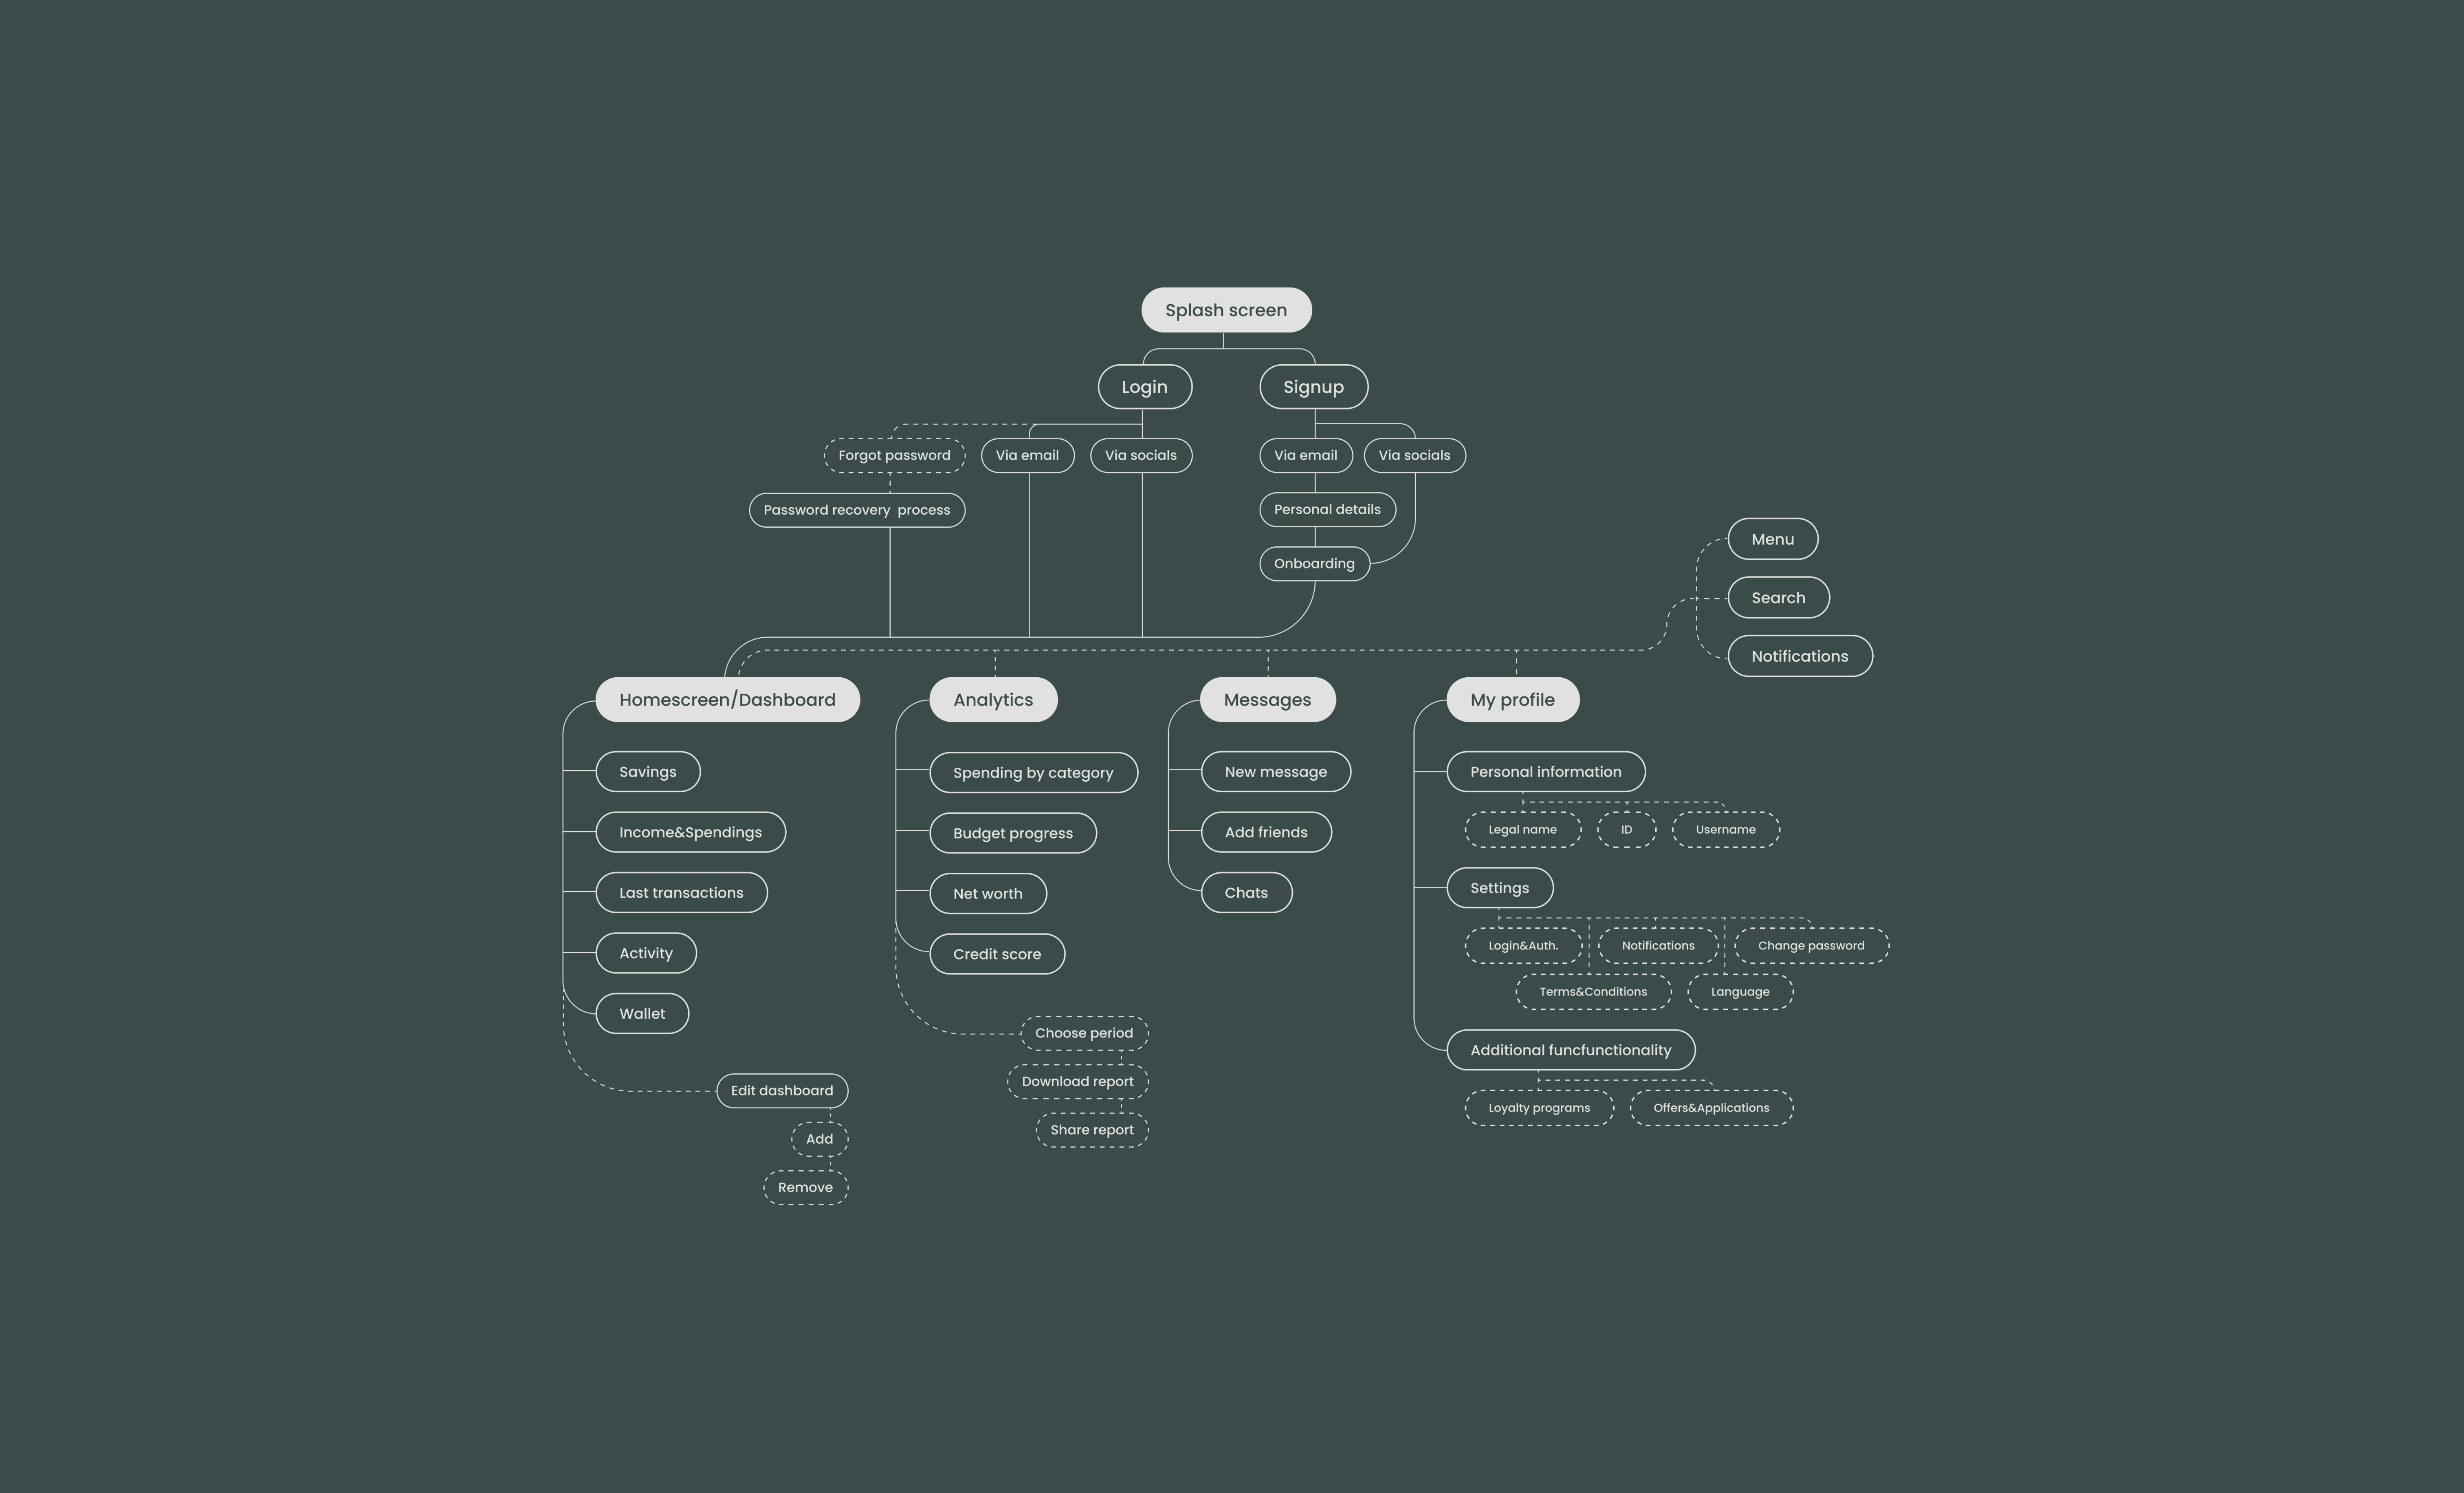 Splash screen
Login
Signup
Forgot password
Via email
Via socials
Via email
Via socials
Password recovery  process
Personal details
Onboarding
Menu
Search
Notifications
Homescreen/Dashboard
Savings
Income&Spendings
Last transactions
Activity
Wallet
Edit dashboard
Add
Remove
Analytics
Spending by category
Budget progress
Net worth
Credit score
Choose period
Download report
Share report
Messages
New message
Add friends
Chats
My profile
Personal information
Legal name
ID
Username
Settings
Login&Auth.
Notifications
Change password
Terms&Conditions
Language
Additional funcfunctionality
Loyalty programs
Offers&Applications